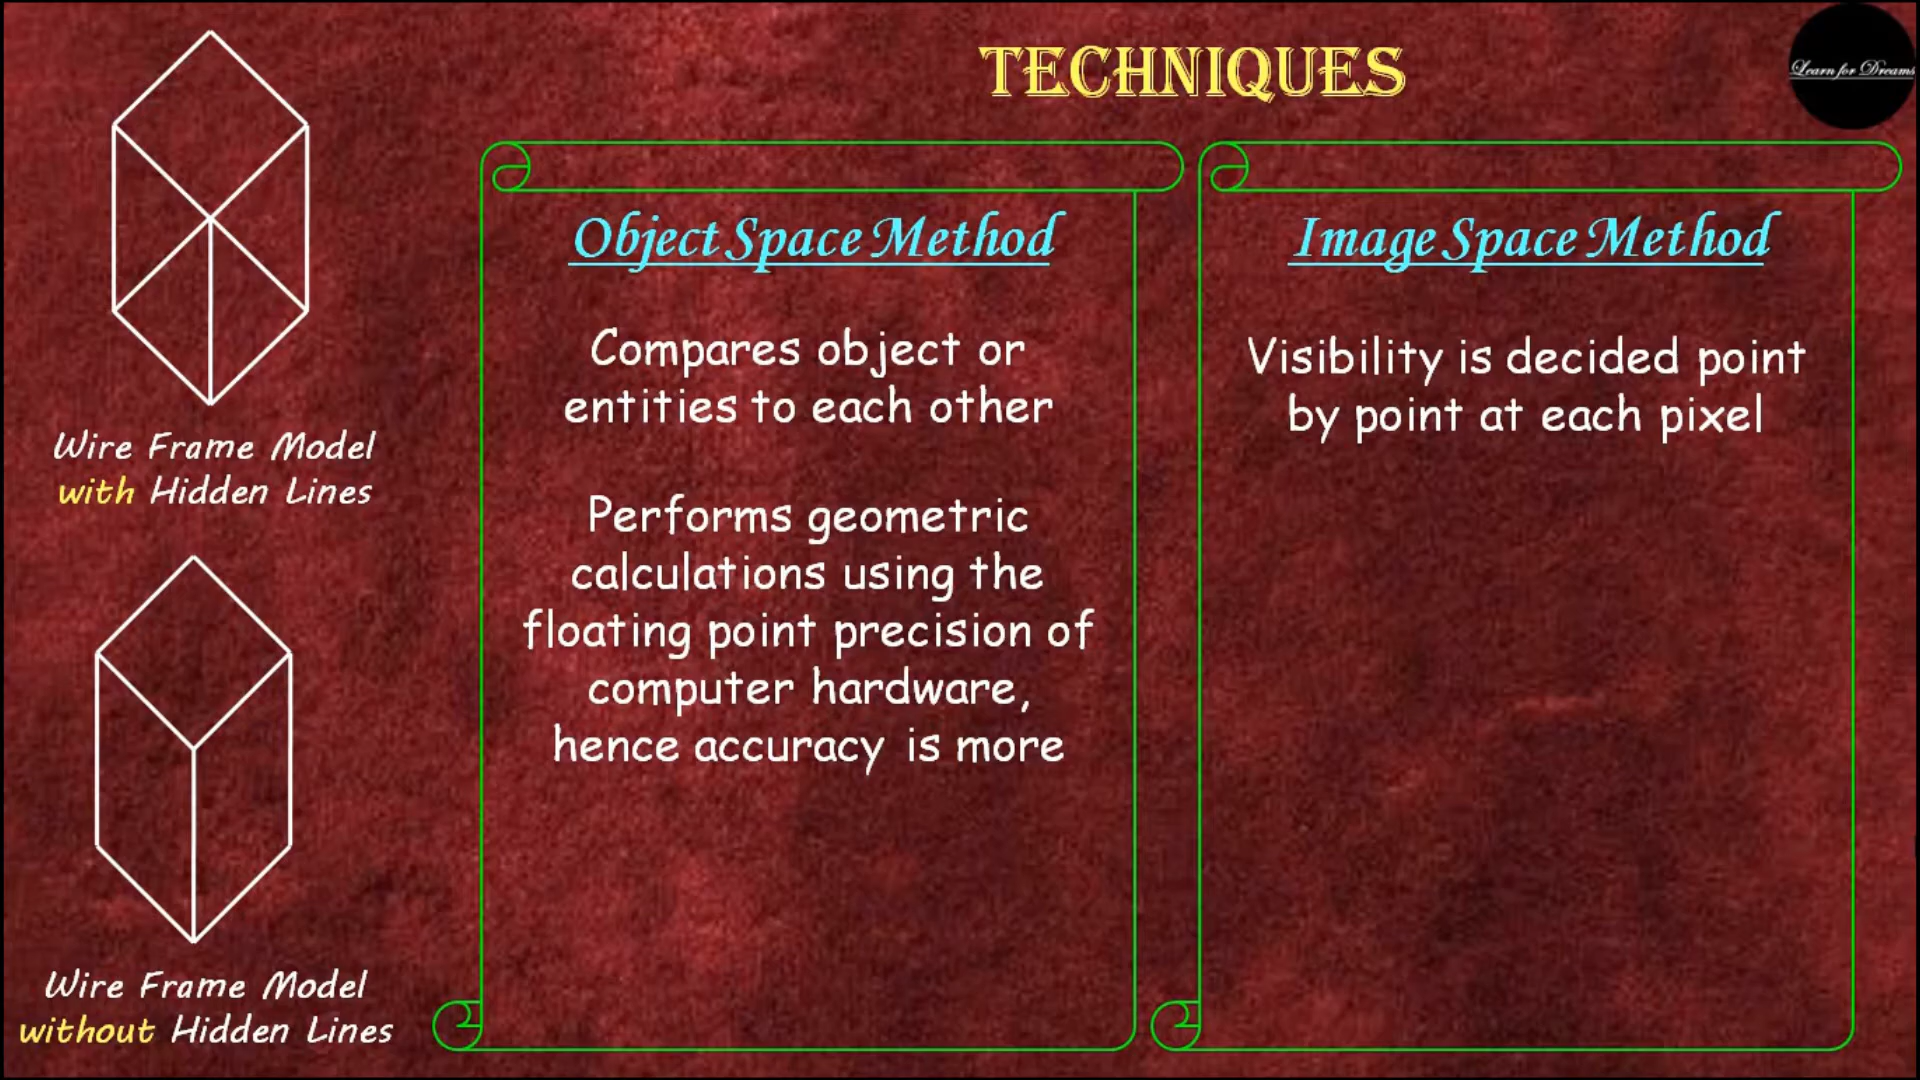 TECHNIQUES
Learn for Dreams
Wire Frame Model
with Hidden Lines
Wire Frame Model
without Hidden Lines
Object Space Method
Compares object or
entities to each other
Performs geometric
calculations using the
floating point precision of
computer hardware,
hence accuracy is more
Image Space Method
Visibility is decided point
by point at each pixel